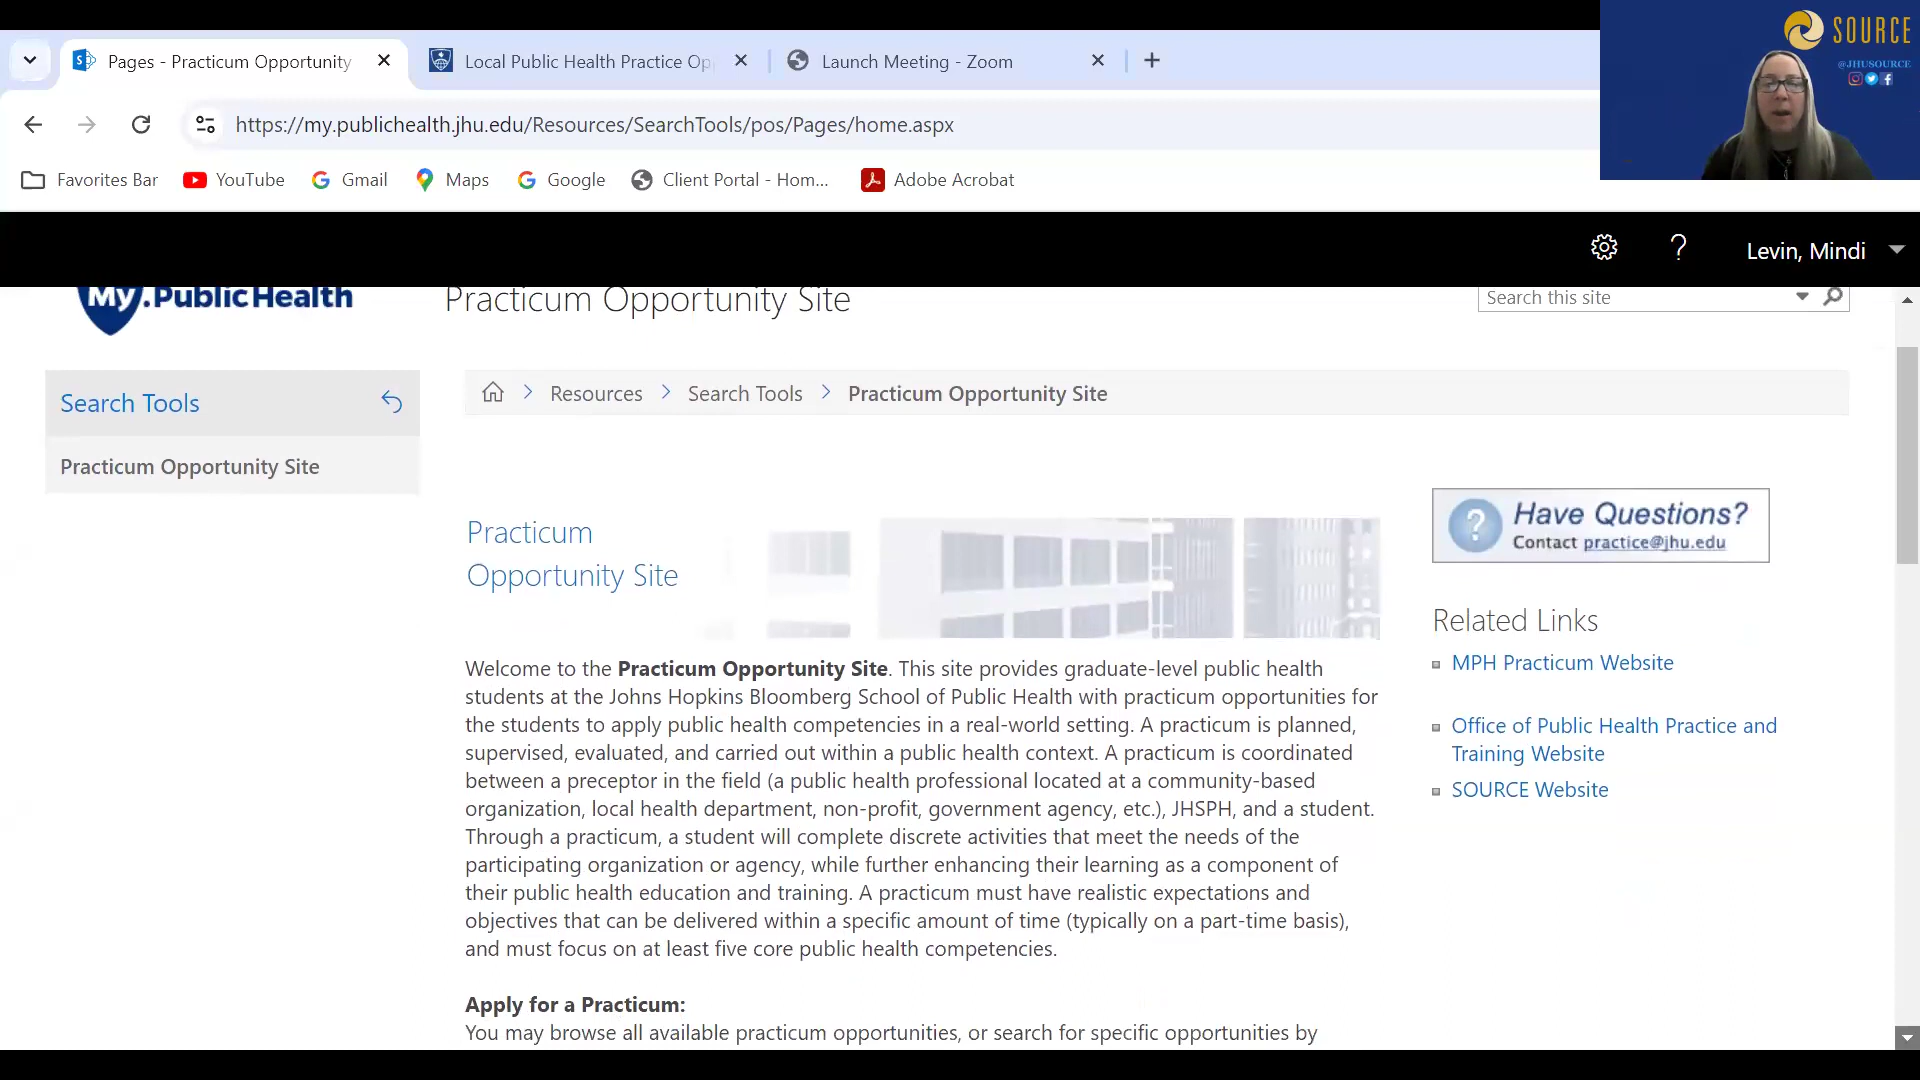 SOURCE
@JHUSOURCE
Pages - Practicum Opportunity
Local Public Health Practice Op
Launch Meeting - Zoom
https://my.publichealth.jhu.edu/Resources/SearchTools/pos/Pages/home.aspx
Favorites Bar
YouTube
Gmail
Maps
Google
Client Portal - Hom...
Adobe Acrobat
Levin, Mindi
My.PublicHealth
Practicum Opportunity Site
Search this site
Search Tools
Practicum Opportunity Site
Resources > Search Tools > Practicum Opportunity Site
Practicum
Opportunity Site
Have Questions?
Contact practice@jhu.edu
Welcome to the Practicum Opportunity Site. This site provides graduate-level public health
students at the Johns Hopkins Bloomberg School of Public Health with practicum opportunities for
the students to apply public health competencies in a real-world setting. A practicum is planned,
supervised, evaluated, and carried out within a public health context. A practicum is coordinated
between a preceptor in the field (a public health professional located at a community-based
organization, local health department, non-profit, government agency, etc.), JHSPH, and a student.
Through a practicum, a student will complete discrete activities that meet the needs of the
participating organization or agency, while further enhancing their learning as a component of
their public health education and training. A practicum must have realistic expectations and
objectives that can be delivered within a specific amount of time (typically on a part-time basis),
and must focus on at least five core public health competencies.
Apply for a Practicum:
You may browse all available practicum opportunities, or search for specific opportunities by
Related Links
MPH Practicum Website
Office of Public Health Practice and
Training Website
SOURCE Website